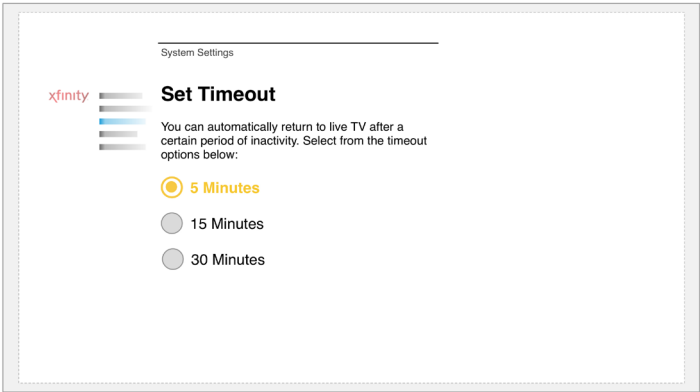 System Settings
xfinity
Set Timeout
You can automatically return to live TV after a
certain period of inactivity. Select from the timeout
options below:
5 Minutes
15 Minutes
30 Minutes